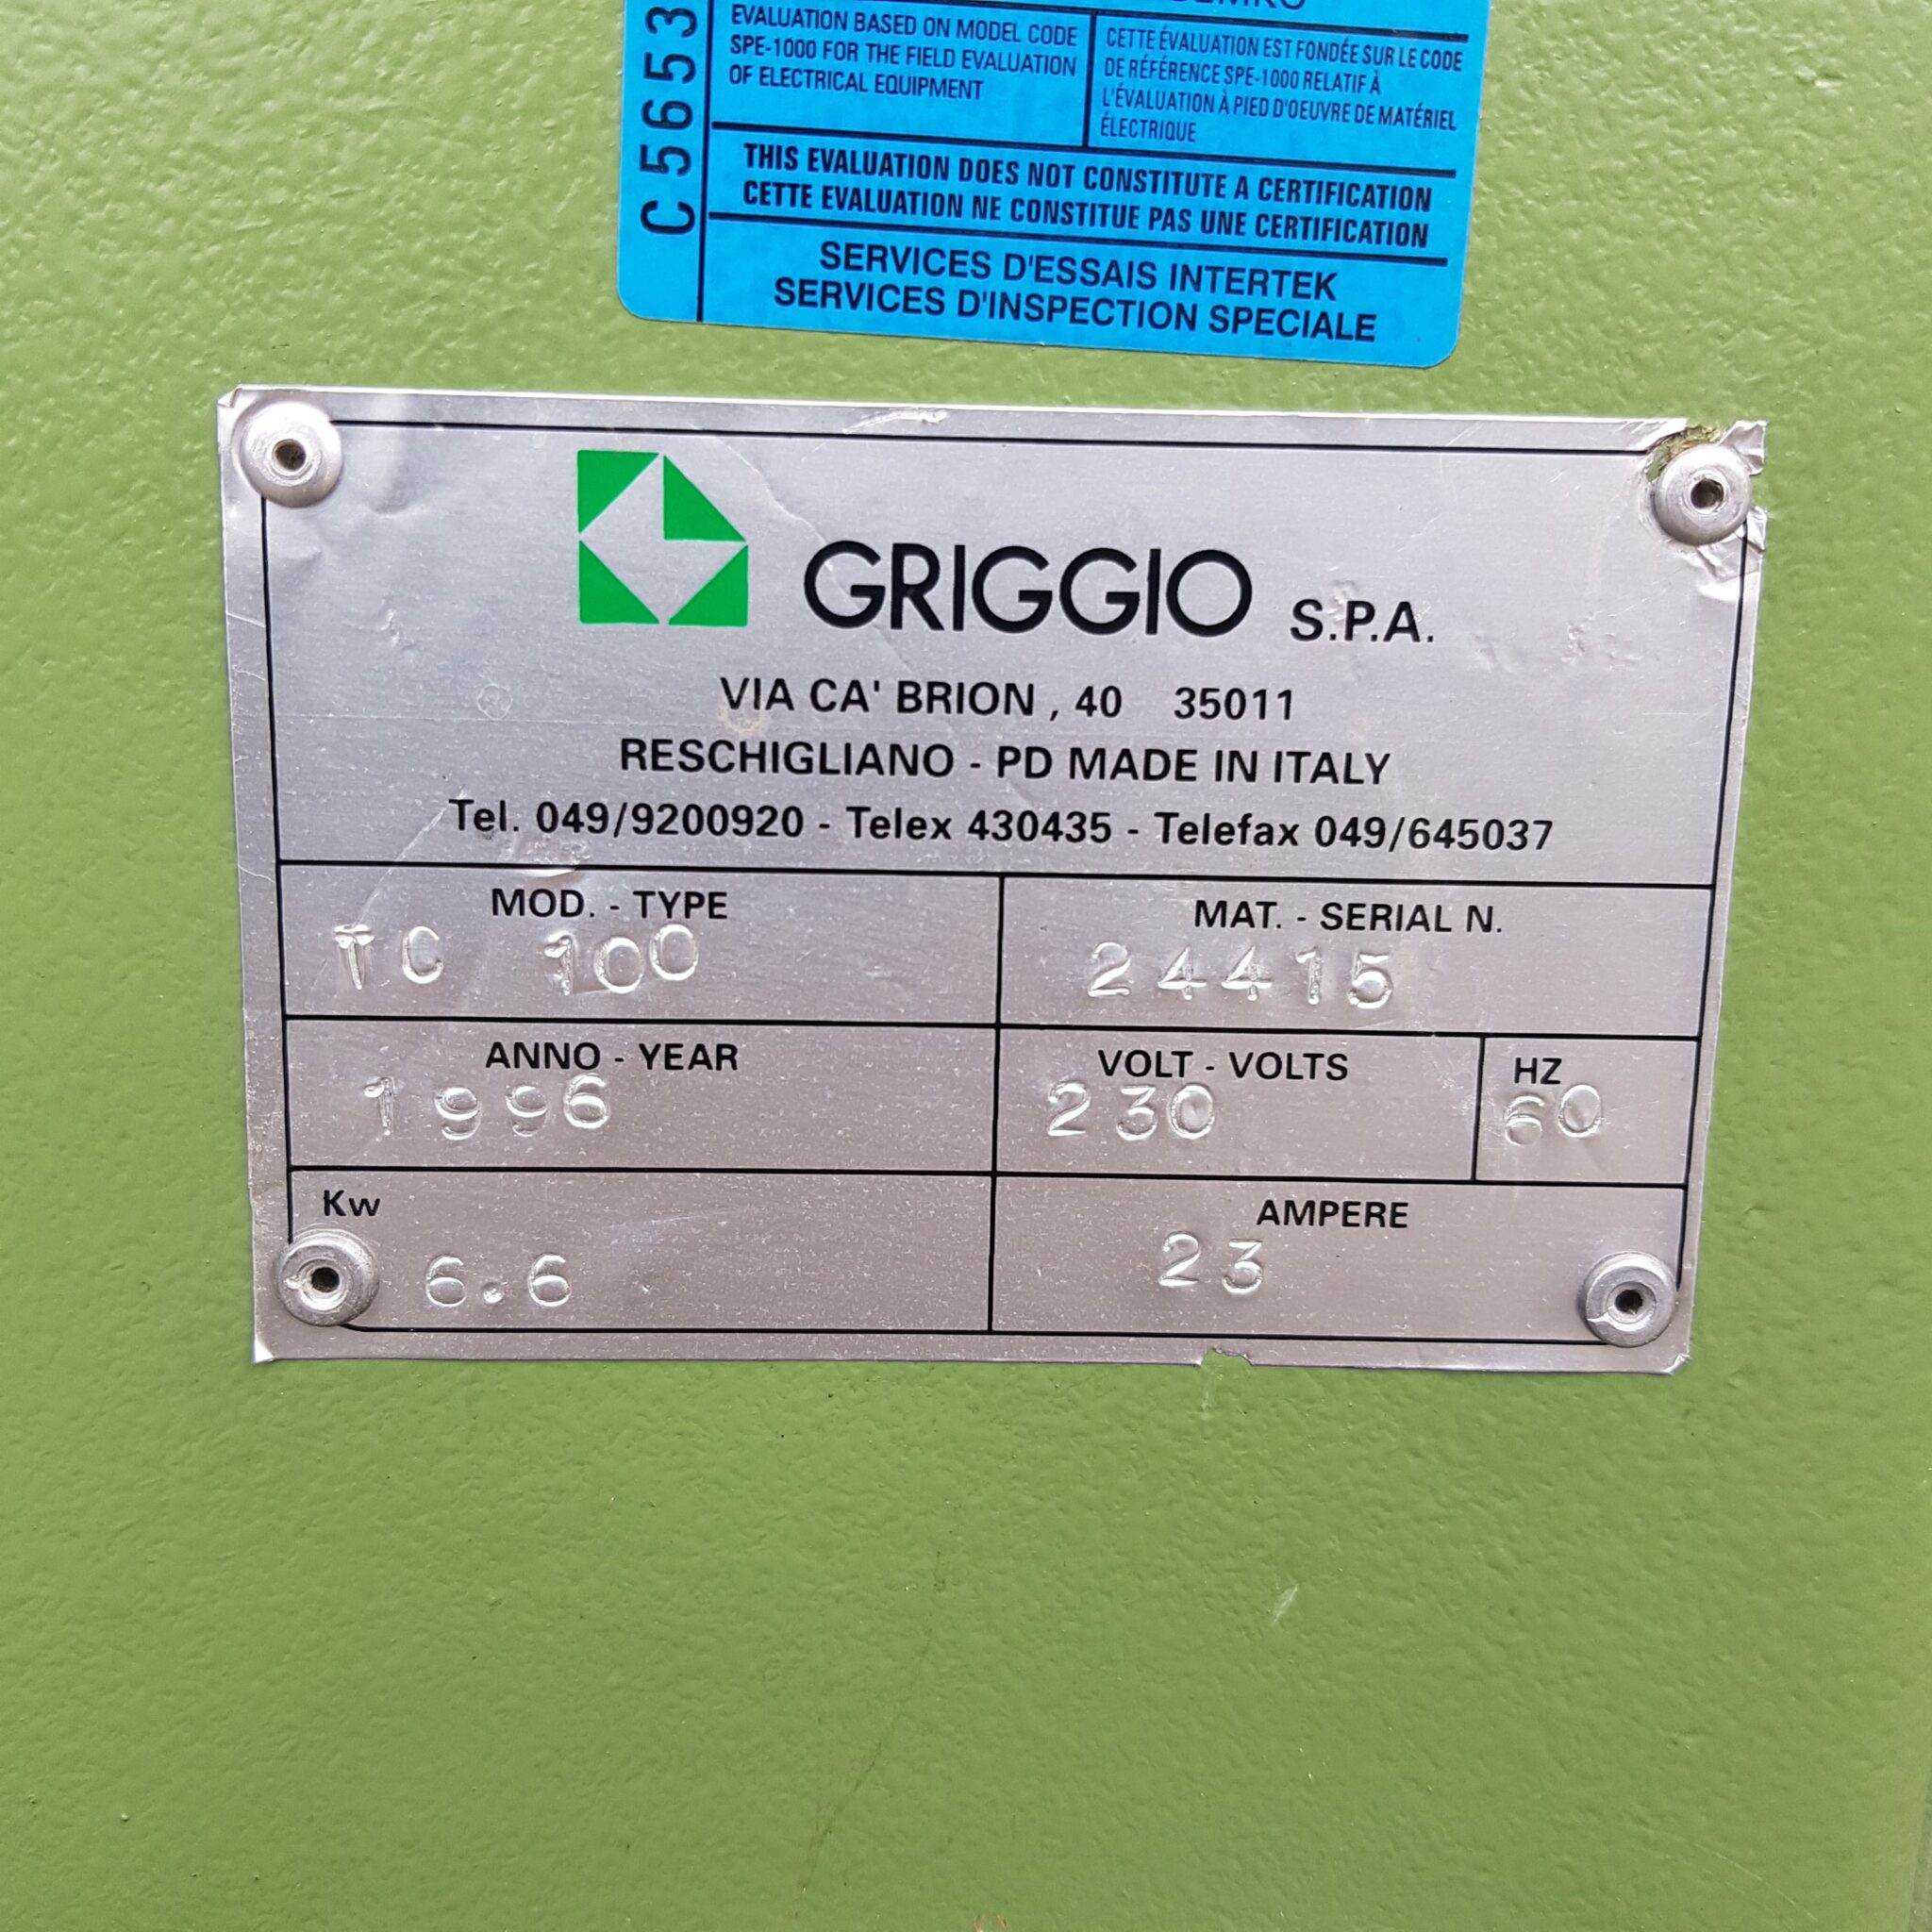 C 5653
EVALUATION BASED ON MODEL CODE
SPE-1000 FOR THE FIELD EVALUATION
OF ELECTRICAL EQUIPMENT
CETTE ÉVALUATION EST FONDÉE SUR LE CODE
DE RÉFÉRENCE SPE-1000 RELATIF À
L'ÉVALUATION À PIED D'OEUVRE DE MATÉRIEL
ÉLECTRIQUE
THIS EVALUATION DOES NOT CONSTITUTE A CERTIFICATION
CETTE EVALUATION NE CONSTITUE PAS UNE CERTIFICATION
SERVICES D'ESSAIS INTERTEK
SERVICES D'INSPECTION SPECIALE
GRIGGIO S.P.A.
VIA CA' BRION , 40 35011
RESCHIGLIANO - PD MADE IN ITALY
Tel. 049/9200920 - Telex 430435 - Telefax 049/645037
MOD. - TYPE
TC 100
MAT. - SERIAL N.
24415
ANNO - YEAR
1996
VOLT - VOLTS
230
HZ
60
Kw
6.6
AMPERE
23